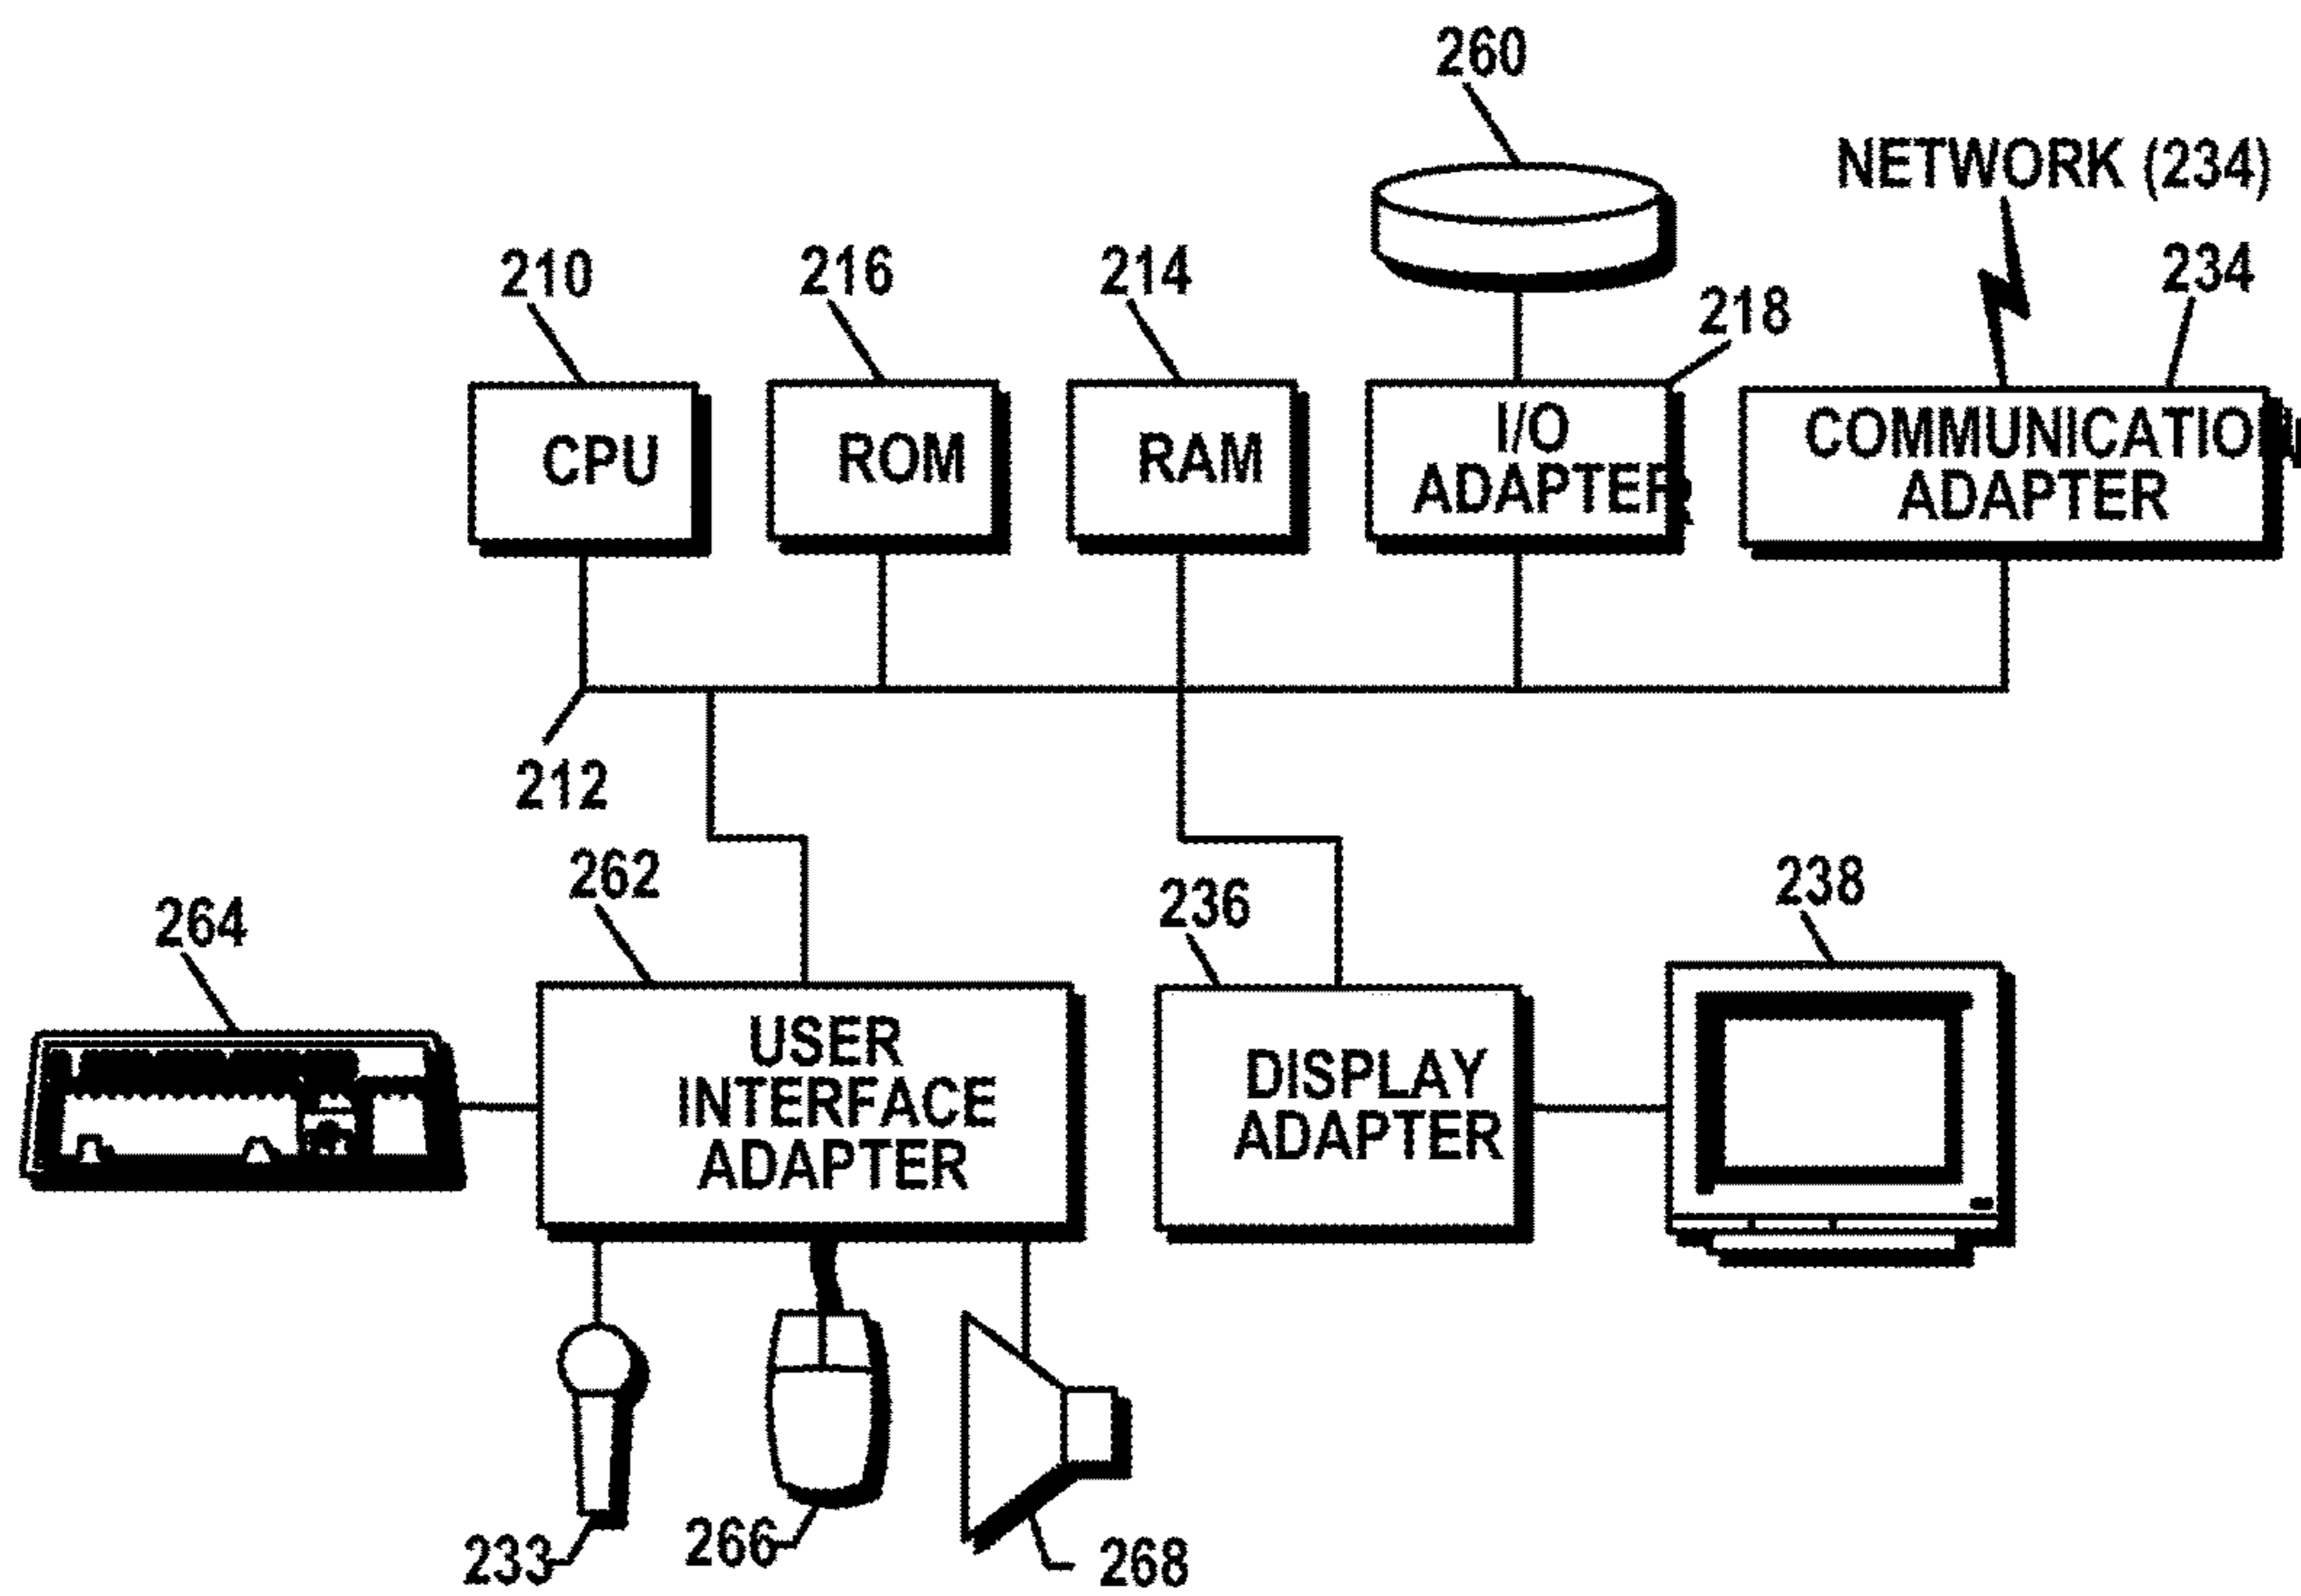 260
NETWORK (234)
210
216
214
218
234
CPU
ROM
RAM
I/O
ADAPTER
COMMUNICATION
ADAPTER
212
264
262
236
238
USER
INTERFACE
ADAPTER
DISPLAY
ADAPTER
233
266
268